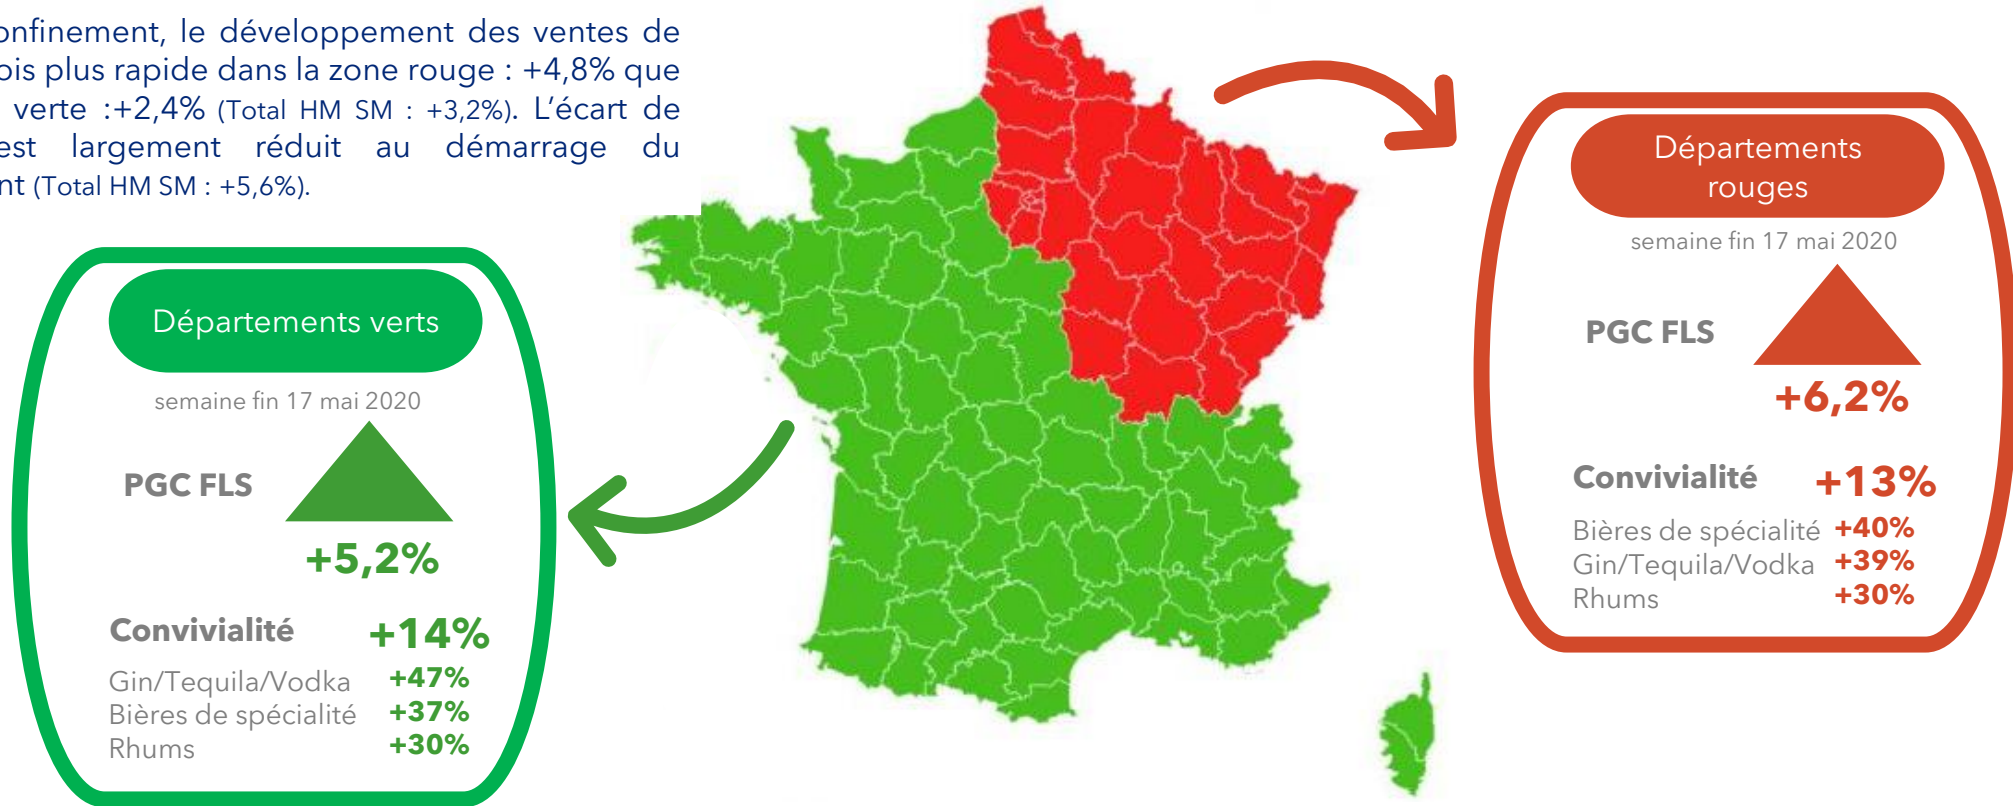 onfinement, le développement des ventes de
ois plus rapide dans la zone rouge : +4,8% que
verte :+2,4% (Total HM SM : +3,2%). L’écart de
est largement réduit au démarrage du
nt (Total HM SM : +5,6%).
Départements verts
semaine fin 17 mai 2020
PGC FLS
+5,2%
Convivialité +14%
Gin/Tequila/Vodka +47%
Bières de spécialité +37%
Rhums +30%
Départements
rouges
semaine fin 17 mai 2020
PGC FLS
+6,2%
Convivialité +13%
Bières de spécialité +40%
Gin/Tequila/Vodka +39%
Rhums +30%